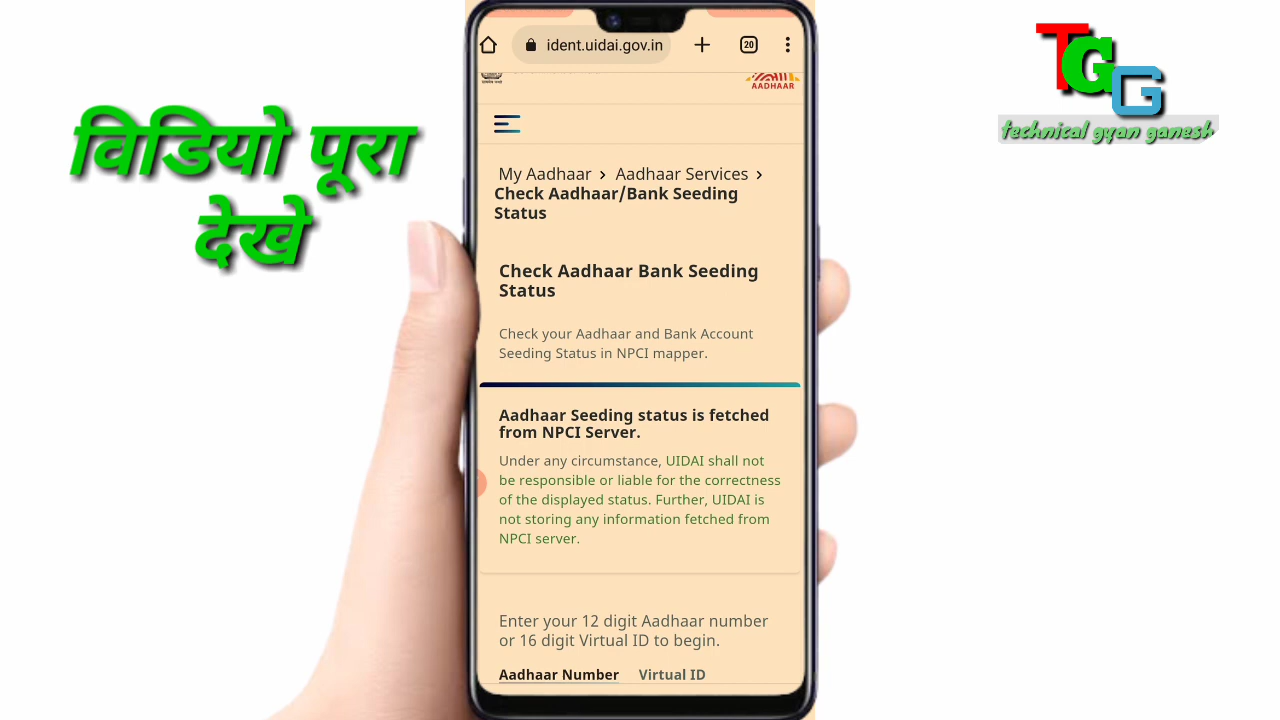 विडियो पूरा
देखे
TGG
technical gyan ganesh
ident.uidai.gov.in
20
AADHAAR
My Aadhaar › Aadhaar Services ›
Check Aadhaar/Bank Seeding
Status
Check Aadhaar Bank Seeding
Status
Check your Aadhaar and Bank Account
Seeding Status in NPCI mapper.
Aadhaar Seeding status is fetched
from NPCI Server.
Under any circumstance, UIDAI shall not
be responsible or liable for the correctness
of the displayed status. Further, UIDAI is
not storing any information fetched from
NPCI server.
Enter your 12 digit Aadhaar number
or 16 digit Virtual ID to begin.
Aadhaar Number Virtual ID